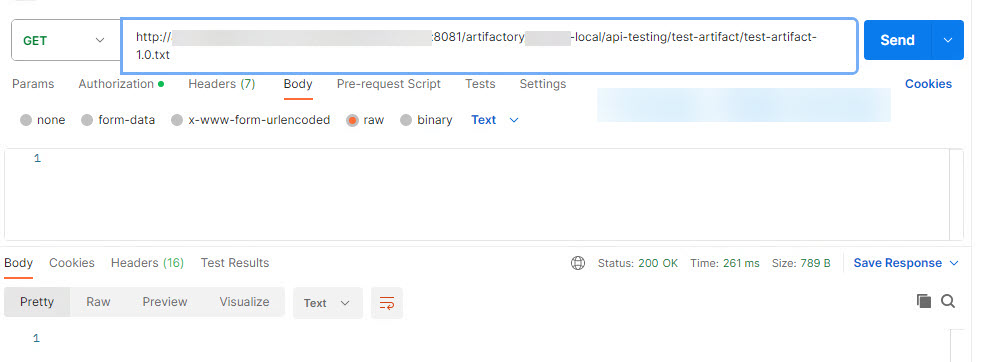 GET
http:// :8081/artifactory -local/api-testing/test-artifact/test-artifact-
1.0.txt
Send
Params Authorization Headers (7) Body Pre-request Script Tests Settings Cookies
none form-data x-www-form-urlencoded raw binary Text
1
Body Cookies Headers (16) Test Results Status: 200 OK Time: 261 ms Size: 789 B Save Response
Pretty Raw Preview Visualize Text
1